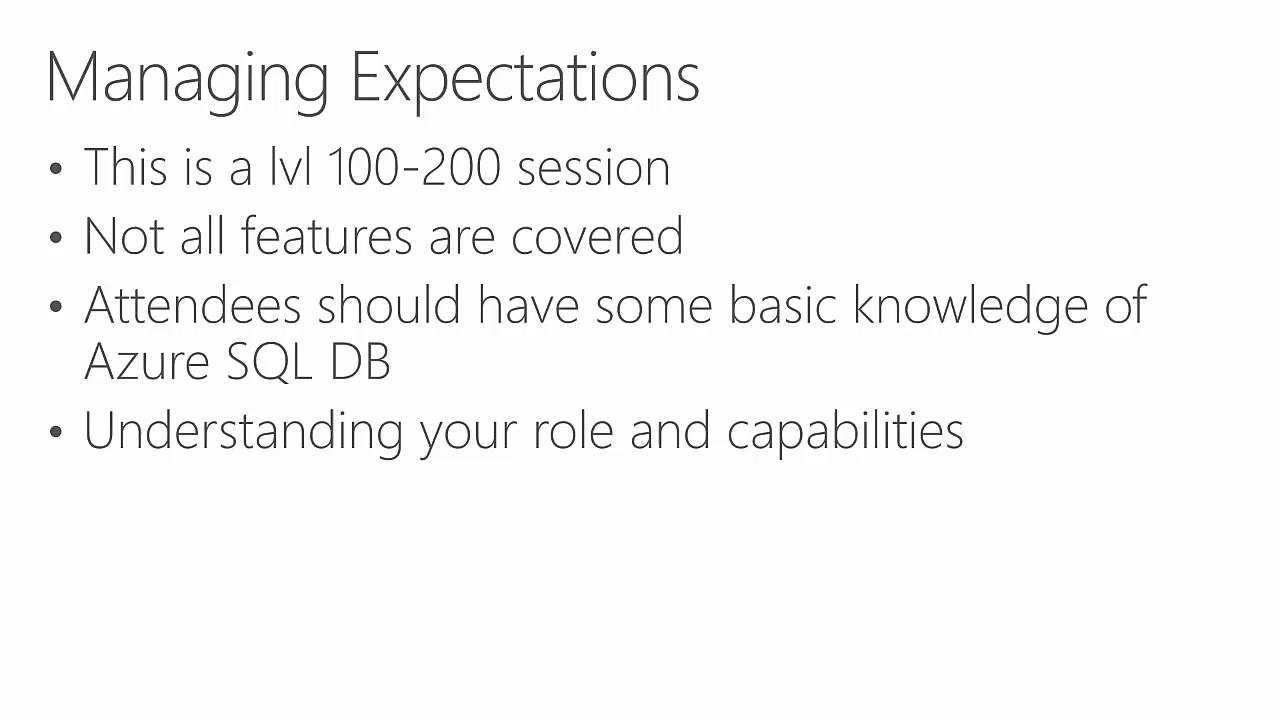 Managing Expectations
• This is a lvl 100-200 session
• Not all features are covered
• Attendees should have some basic knowledge of
Azure SQL DB
• Understanding your role and capabilities